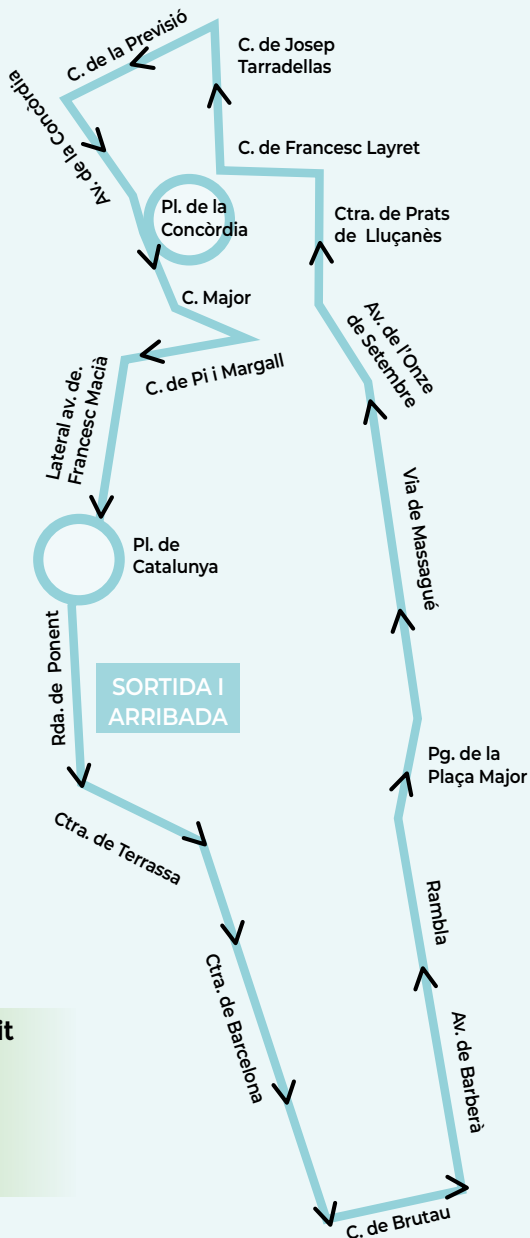 C. de la Previsió
C. de Josep
Tarradellas
Av. de la Concòrdia
C. de Francesc Layret
Pl. de la
Concòrdia
Ctra. de Prats
de Lluçanès
C. Major
Av. de l'Onze
de Setembre
C. de Pi i Margall
Lateral av. de.
Francesc Macià
Via de Massagué
Pl. de
Catalunya
Rda. de Ponent
SORTIDA I
ARRIBADA
Pg. de la
Plaça Major
Ctra. de Terrassa
Rambla
Ctra. de Barcelona
it
Av. de Barberà
C. de Brutau